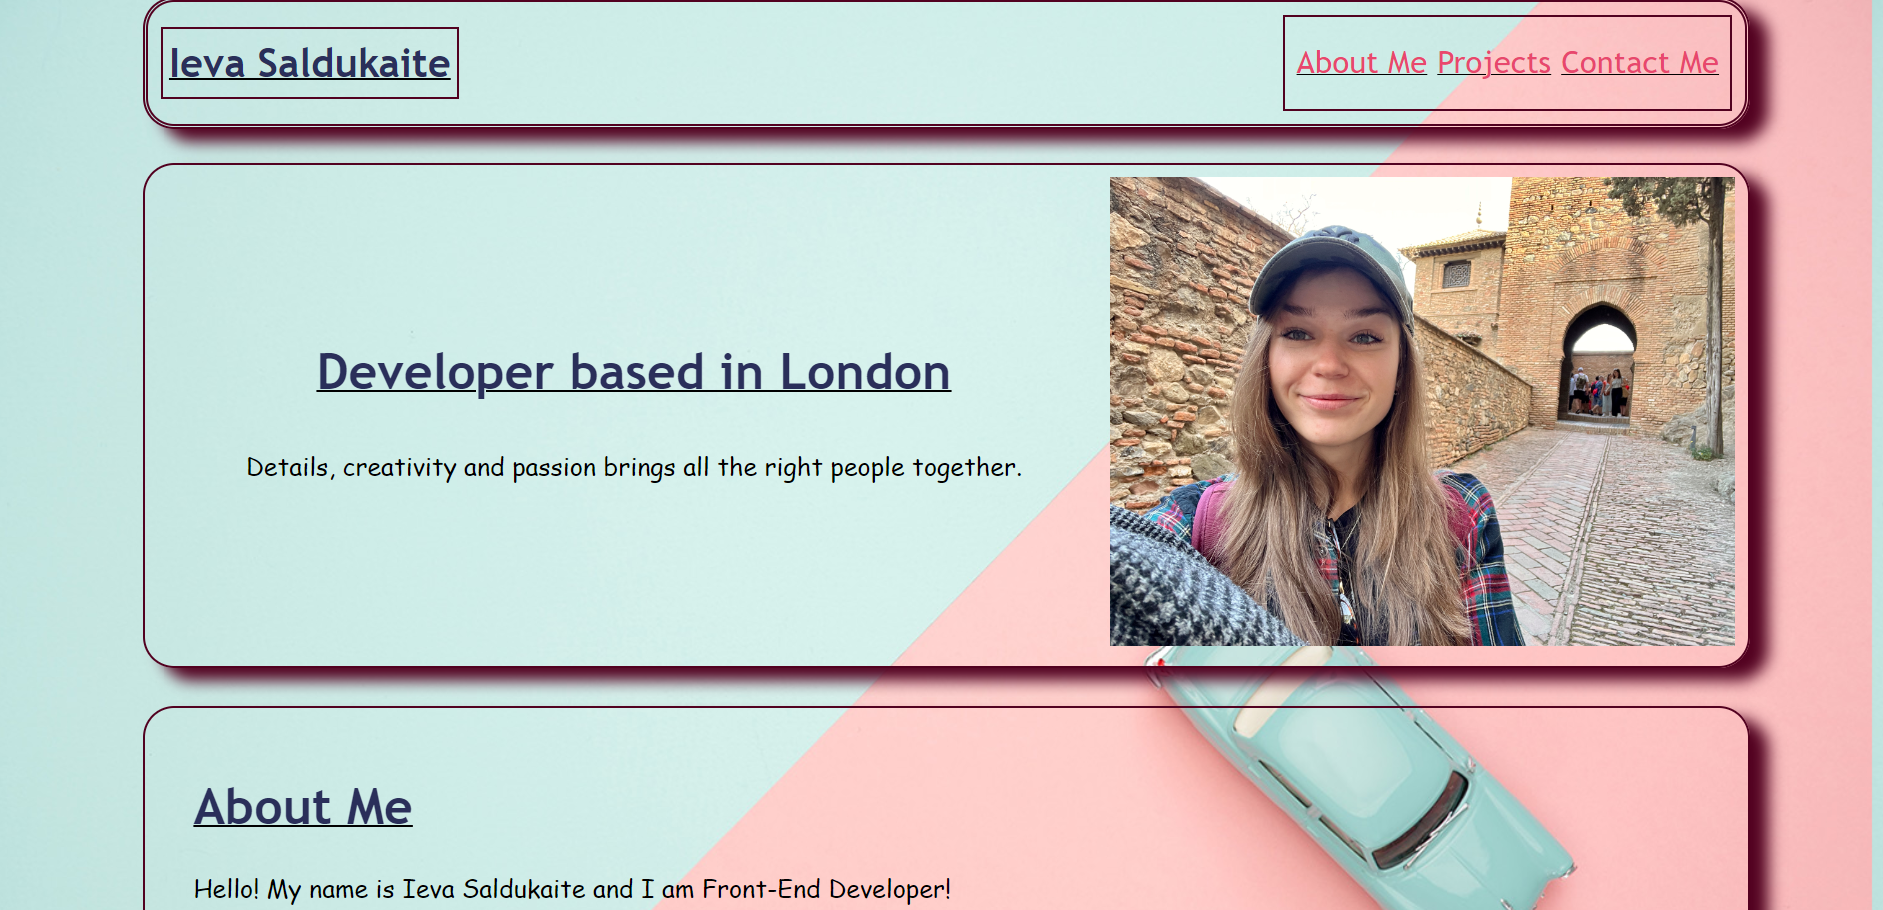 Ieva Saldukaite
About Me Projects Contact Me
Developer based in London
Details, creativity and passion brings all the right people together.
About Me
Hello! My name is Ieva Saldukaite and I am Front-End Developer!